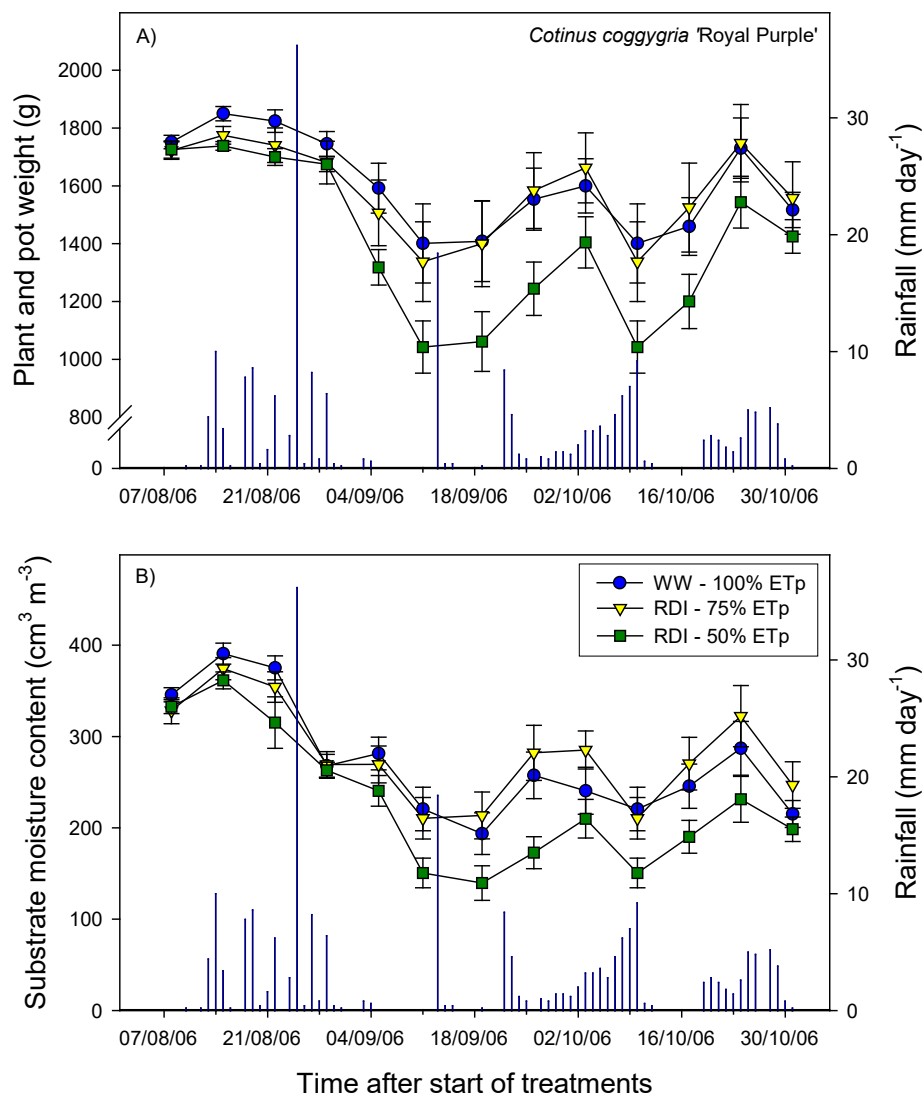 A)
Cotinus coggygria 'Royal Purple'
Plant and pot weight (g)
2000
1800
1600
1400
1200
1000
800
0
Rainfall (mm day-1)
30
20
10
0
07/08/06 21/08/06 04/09/06 18/09/06 02/10/06 16/10/06 30/10/06
B)
WW - 100% ETp
RDI - 75% ETp
RDI - 50% ETp
Substrate moisture content (cm³ m⁻³)
400
300
200
100
0
Rainfall (mm day⁻¹)
30
20
10
0
07/08/06 21/08/06 04/09/06 18/09/06 02/10/06 16/10/06 30/10/06
Time after start of treatments